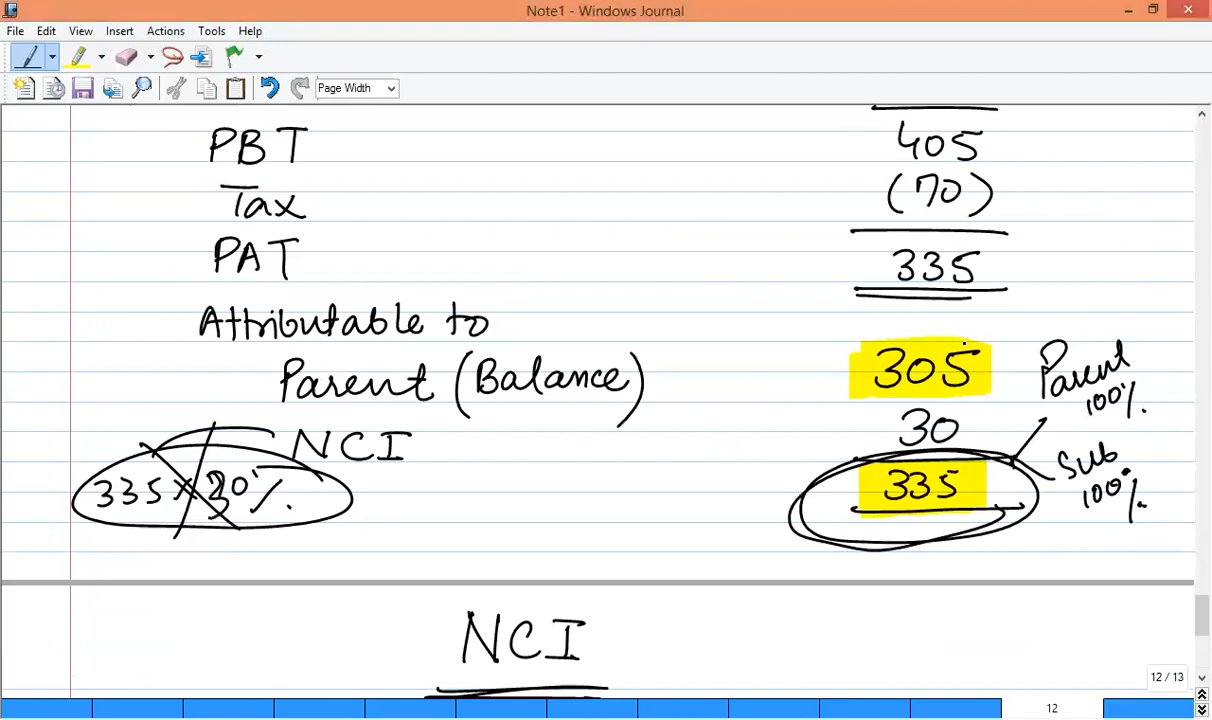 Note1 - Windows Journal
File Edit View Insert Actions Tools Help
Page Width
PBT 405
Tax (70)
PAT 335
Attributable to
Parent (Balance) 305
Parent
100%.
NCI 30
335 x 30%.
335
Sub
100%.
NCI
12 / 13
12